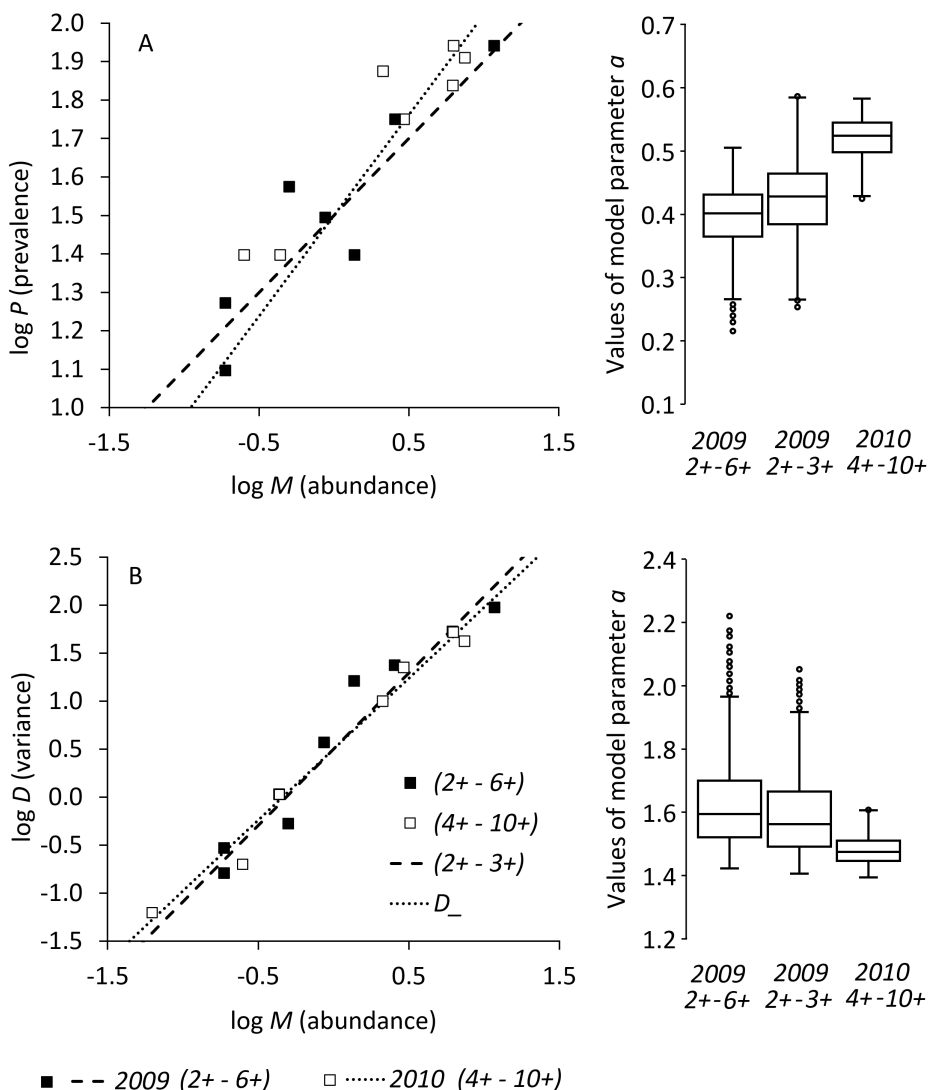 A
2.0
1.9
1.8
1.7
1.6
1.5
1.4
1.3
1.2
1.1
1.0
-1.5 -0.5 0.5 1.5
log P (prevalence)
log M (abundance)
0.7
0.6
0.5
0.4
0.3
0.2
0.1
Values of model parameter a
2009 2009 2010
2+-6+ 2+-3+ 4+-10+
B
2.5
2.0
1.5
1.0
0.5
0.0
-0.5
-1.0
-1.5
-1.5 -0.5 0.5 1.5
log D (variance)
log M (abundance)
(2+ - 6+)
(4+ - 10+)
(2+ - 3+)
D_
2.4
2.2
2.0
1.8
1.6
1.4
1.2
Values of model parameter a
2009 2009 2010
2+-6+ 2+-3+ 4+-10+
2009 (2+ - 6+) 2010 (4+ - 10+)